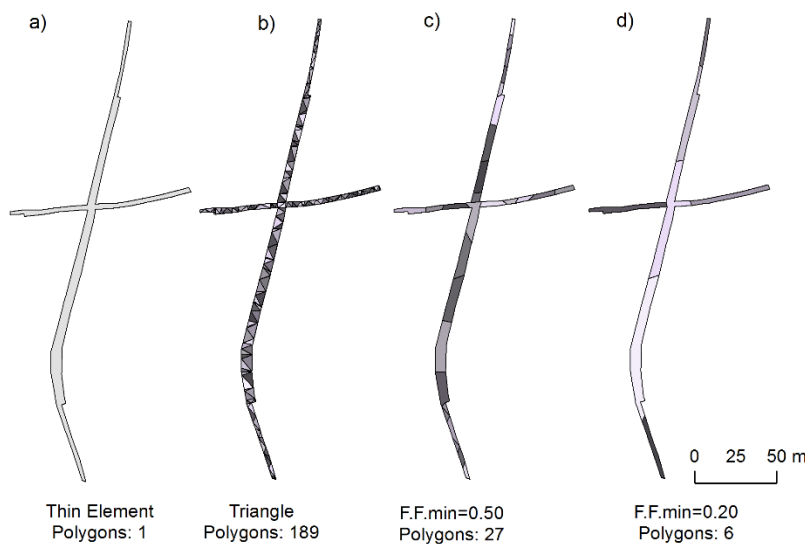 a)
b)
c)
d)
0 25 50 m
Thin Element
Polygons: 1
Triangle
Polygons: 189
F.F.min=0.50
Polygons: 27
F.F.min=0.20
Polygons: 6